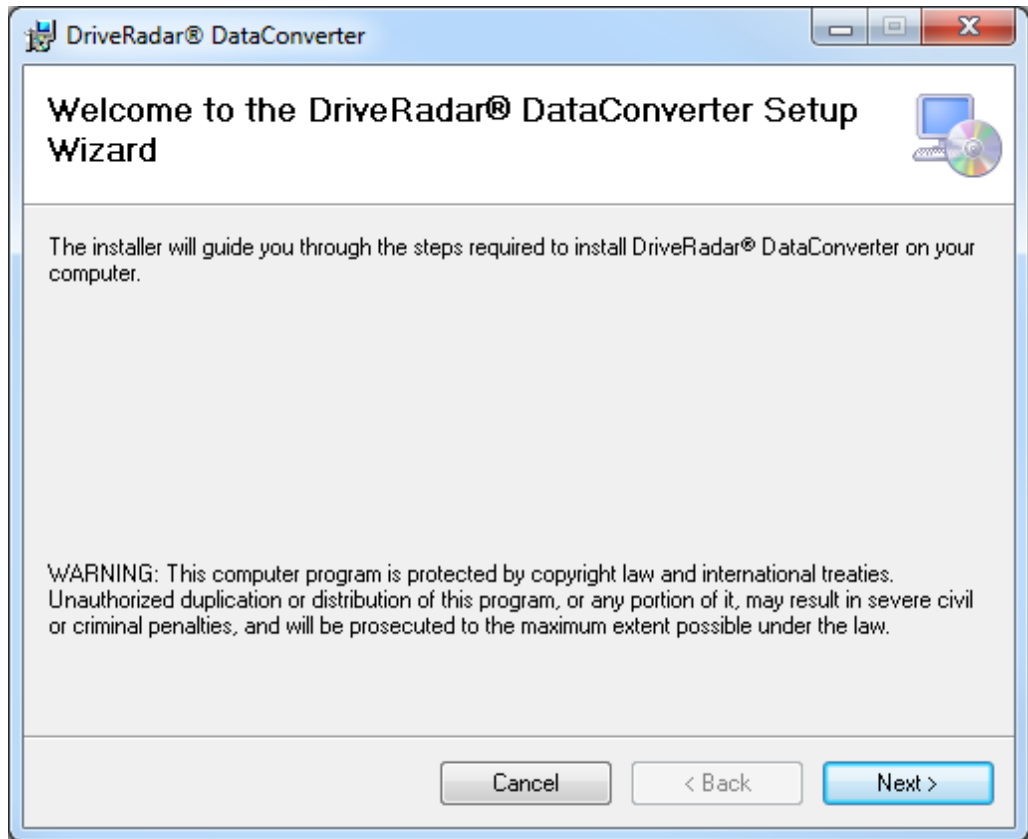 DriveRadar® DataConverter
Welcome to the DriveRadar® DataConverter Setup
Wizard
The installer will guide you through the steps required to install DriveRadar® DataConverter on your
computer.
WARNING: This computer program is protected by copyright law and international treaties.
Unauthorized duplication or distribution of this program, or any portion of it, may result in severe civil
or criminal penalties, and will be prosecuted to the maximum extent possible under the law.
Cancel < Back Next >